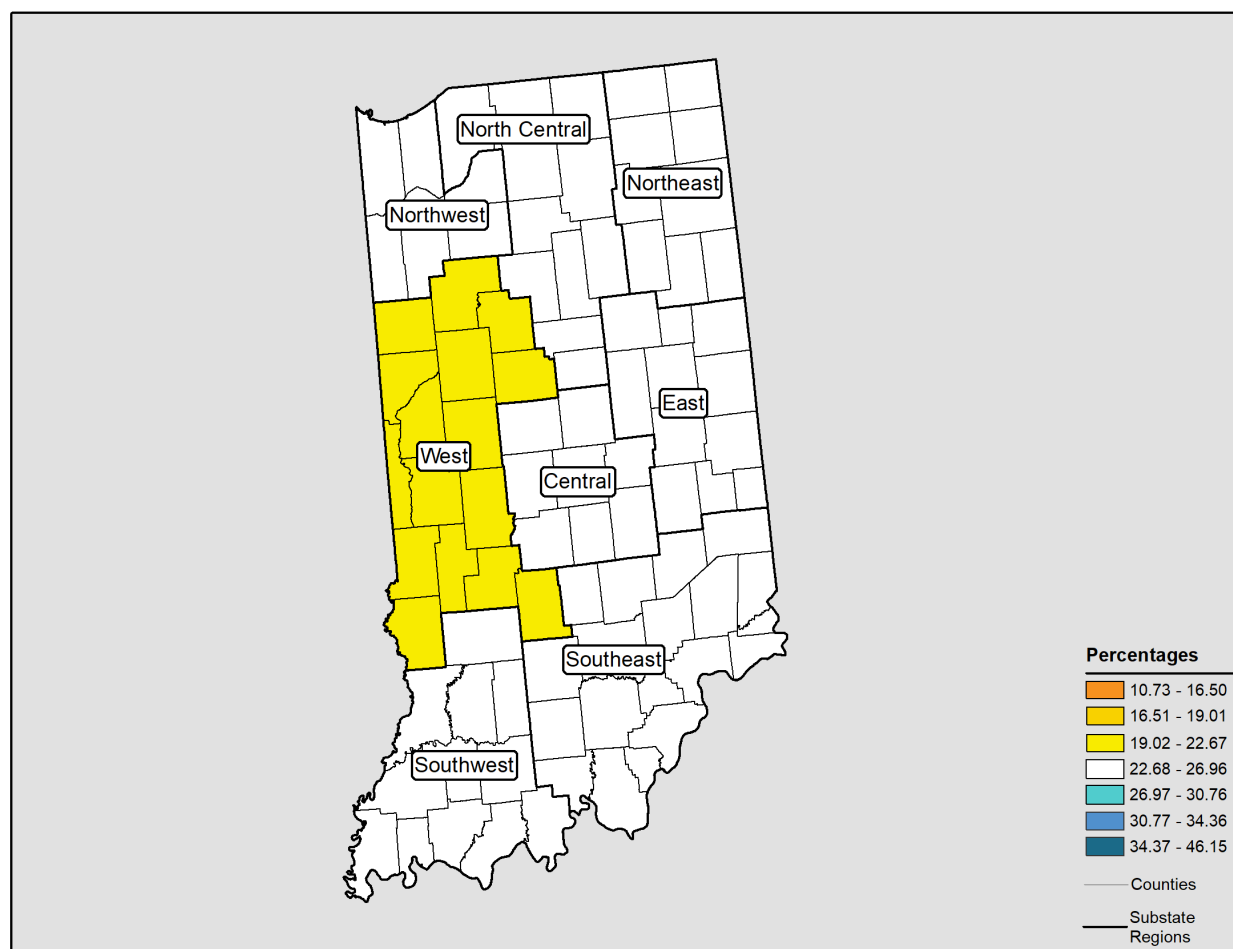 North Central
Northeast
Northwest
East
West
Central
Southeast
Southwest
Percentages
10.73 - 16.50
16.51 - 19.01
19.02 - 22.67
22.68 - 26.96
26.97 - 30.76
30.77 - 34.36
34.37 - 46.15
Counties
Substate
Regions